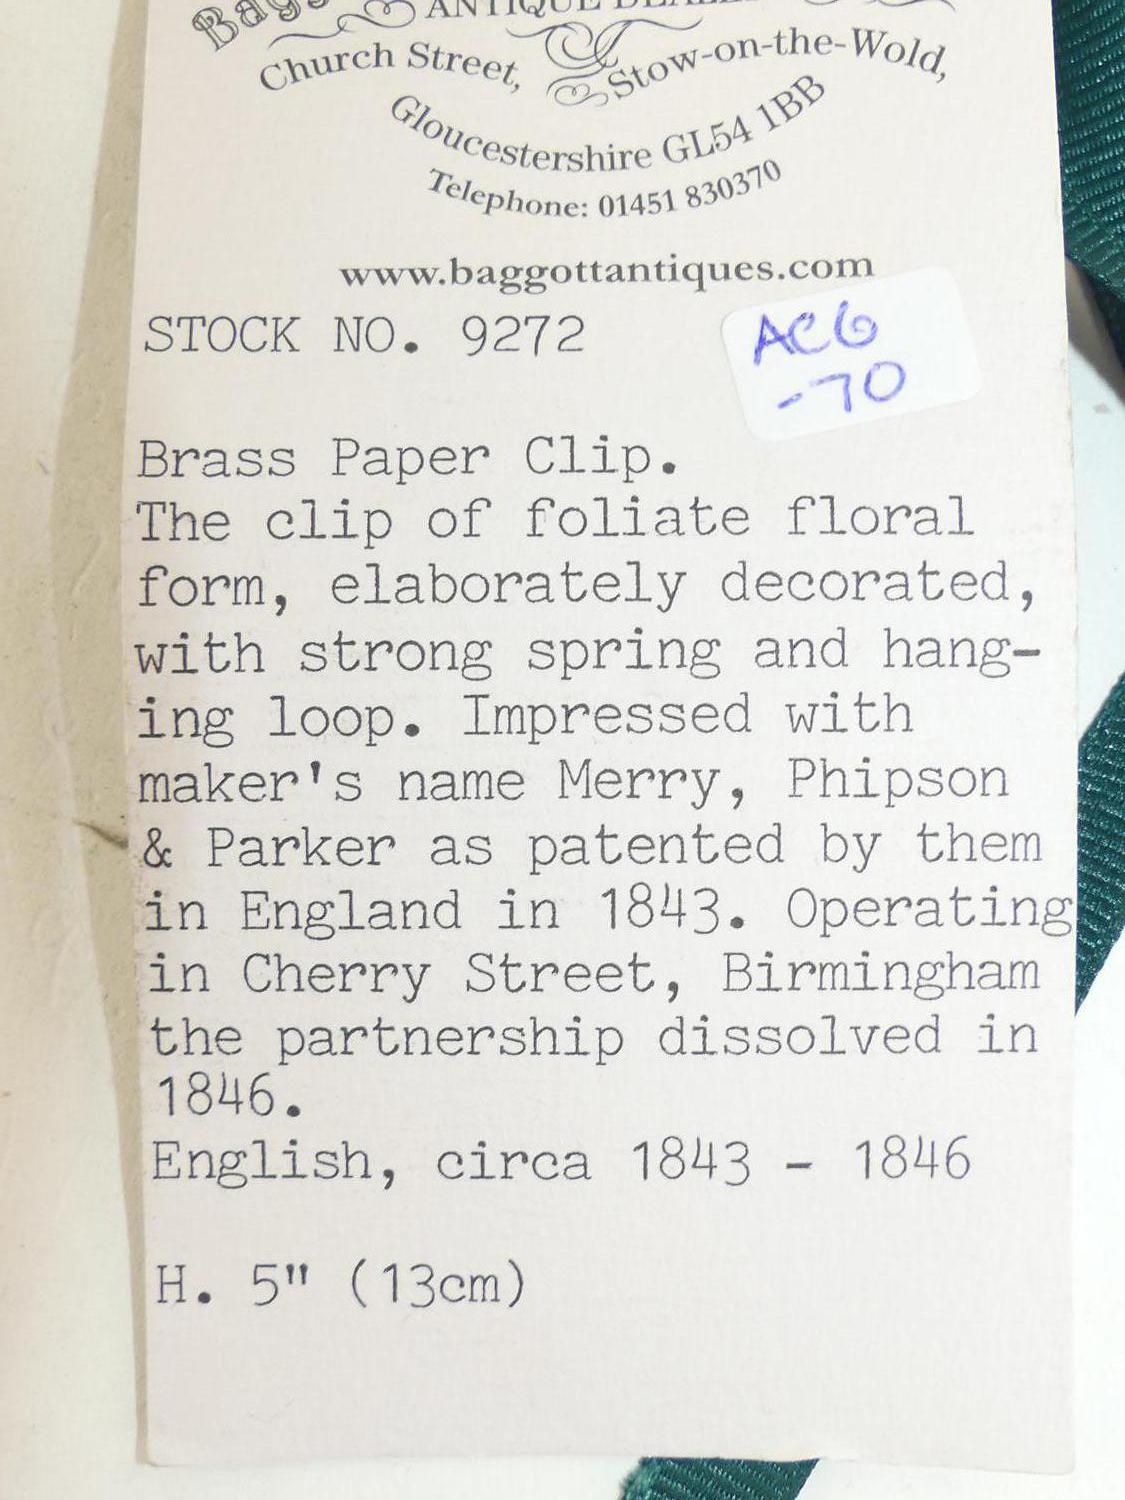 ANTIQUE
Church Street, Stow-on-the-Wold,
Gloucestershire GL54 1BB
Telephone: 01451 830370
www.baggottantiques.com
STOCK NO. 9272
AC6
-70
Brass Paper Clip.
The clip of foliate floral
form, elaborately decorated,
with strong spring and hang-
ing loop. Impressed with
maker's name Merry, Phipson
& Parker as patented by them
in England in 1843. Operating
in Cherry Street, Birmingham
the partnership dissolved in
1846.
English, circa 1843 - 1846
H. 5" (13cm)